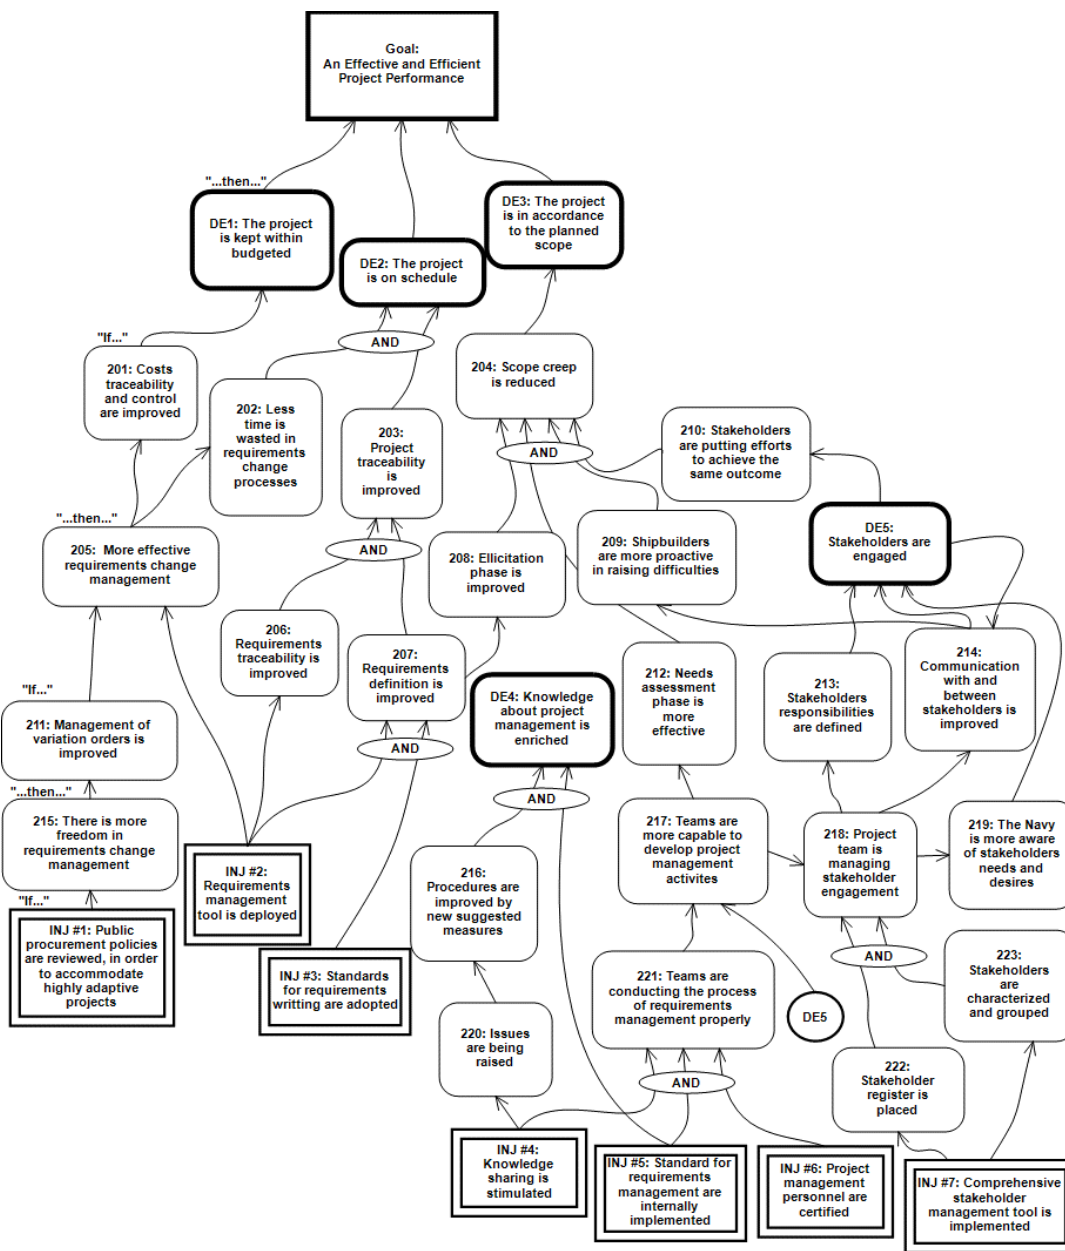 Goal:
An Effective and Efficient
Project Performance
"...then..."
DE1: The project
is kept within
budgeted
DE2: The project
is on schedule
DE3: The project
is in accordance
to the planned
scope
"If..."
AND
201: Costs
traceability
and control
are improved
202: Less
time is
wasted in
requirements
change
processes
203:
Project
traceability
is
improved
204: Scope creep
is reduced
AND
210: Stakeholders
are putting efforts
to achieve the
same outcome
"...then..."
205: More effective
requirements change
management
AND
208: Ellicitation
phase is
improved
209: Shipbuilders
are more proactive
in raising difficulties
DE5:
Stakeholders are
engaged
206:
Requirements
traceability is
improved
207:
Requirements
definition is
improved
DE4: Knowledge
about project
management is
enriched
212: Needs
assessment
phase is
more
effective
213:
Stakeholders
responsibilities
are defined
214:
Communication
with and
between
stakeholders is
improved
"If..."
211: Management of
variation orders is
improved
AND
"...then..."
215: There is more
freedom in
requirements change
management
AND
217: Teams are
more capable to
develop project
management
activites
218: Project
team is
managing
stakeholder
engagement
219: The Navy
is more aware
of stakeholders
needs and
desires
INJ #2:
Requirements
management
tool is deployed
216:
Procedures are
improved by
new suggested
measures
"If..."
INJ #1: Public
procurement policies
are reviewed, in order
to accommodate
highly adaptive
projects
INJ #3: Standards
for requirements
writting are adopted
221: Teams are
conducting the process
of requirements
management properly
AND
223:
Stakeholders
are
characterized
and grouped
DE5
220: Issues
are being
raised
AND
222:
Stakeholder
register is
placed
INJ #4:
Knowledge
sharing is
stimulated
INJ #5: Standard for
requirements
management are
internally
implemented
INJ #6: Project
management
personnel are
certified
INJ #7: Comprehensive
stakeholder
management tool is
implemented